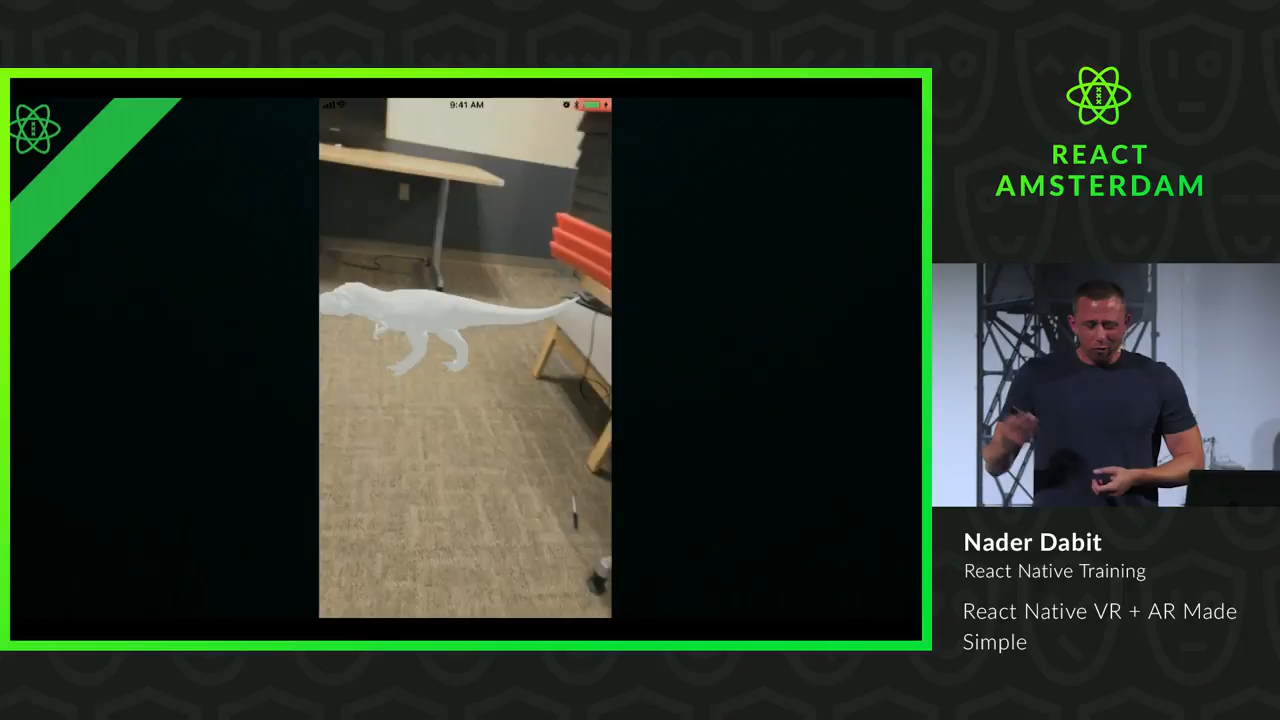 9:41 AM
REACT
AMSTERDAM
Nader Dabit
React Native Training
React Native VR + AR Made
Simple